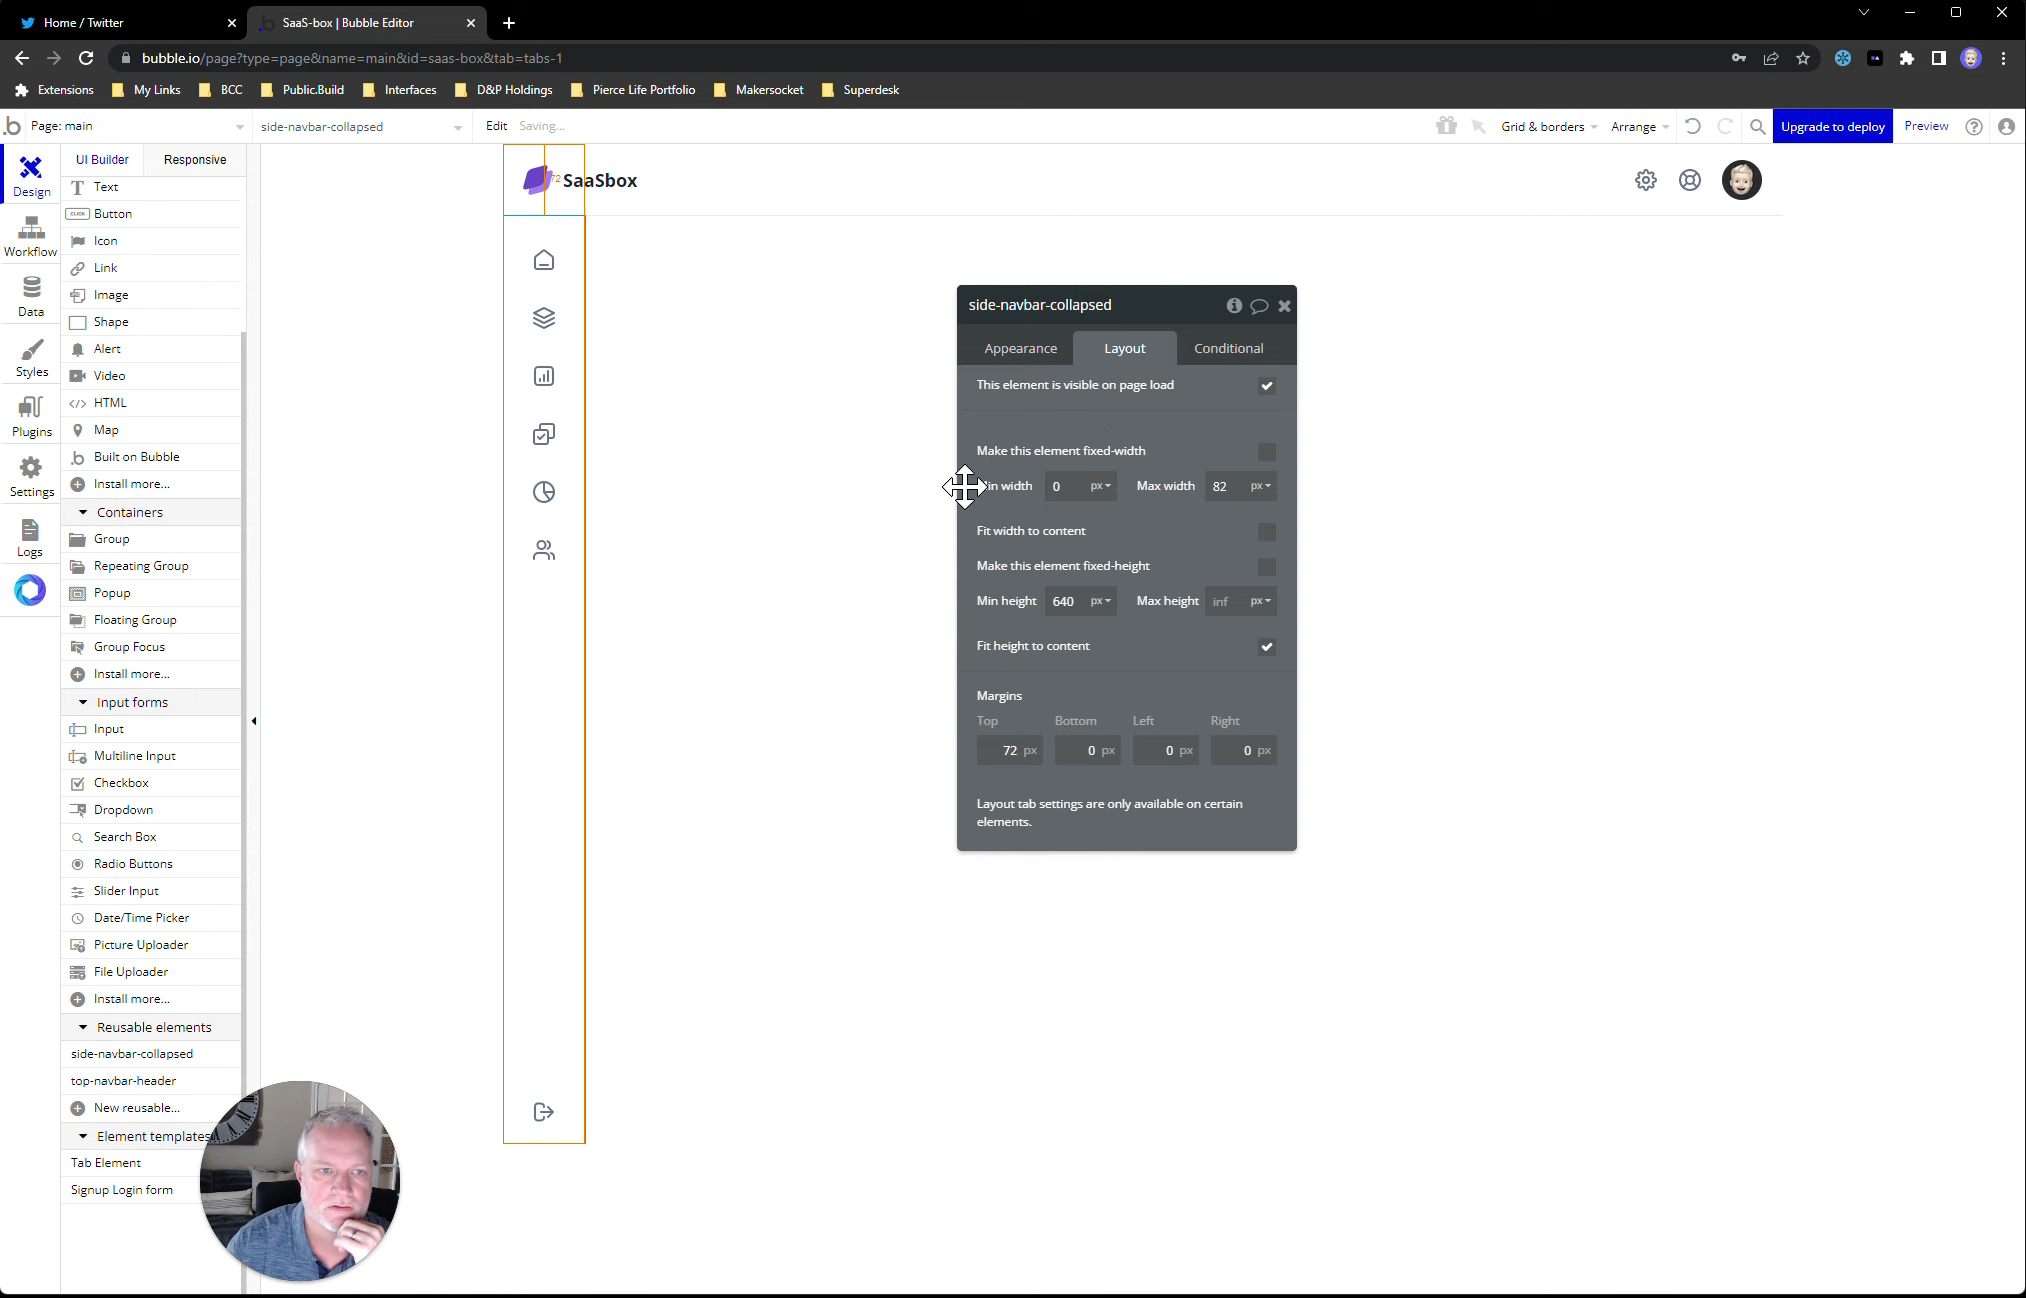 Home / Twitter
SaaS-box | Bubble Editor
bubble.io/page?type=page&name=main&id=saas-box&tab=tabs-1
Extensions
My Links
BCC
Public.Build
Interfaces
D&P Holdings
Pierce Life Portfolio
Makersocket
Superdesk
Page: main
side-navbar-collapsed
Edit
Saving...
Grid & borders
Arrange
Upgrade to deploy
Preview
UI Builder
Responsive
Design
Workflow
Data
Styles
Plugins
Settings
Logs
Text
CLICK
Button
Icon
Link
Image
Shape
Alert
Video
HTML
Map
Built on Bubble
Install more...
Containers
Group
Repeating Group
Popup
Floating Group
Group Focus
Install more...
Input forms
Input
Multiline Input
Checkbox
Dropdown
Search Box
Radio Buttons
Slider Input
Date/Time Picker
Picture Uploader
File Uploader
Install more...
Reusable elements
side-navbar-collapsed
top-navbar-header
New reusable...
Element templates
Tab Element
Signup Login form
72
SaaSbox
side-navbar-collapsed
Appearance
Layout
Conditional
This element is visible on page load
Make this element fixed-width
in width 0 px Max width 82 px
Fit width to content
Make this element fixed-height
Min height 640 px Max height inf px
Fit height to content
Margins
Top Bottom Left Right
72 px 0 px 0 px 0 px
Layout tab settings are only available on certain
elements.